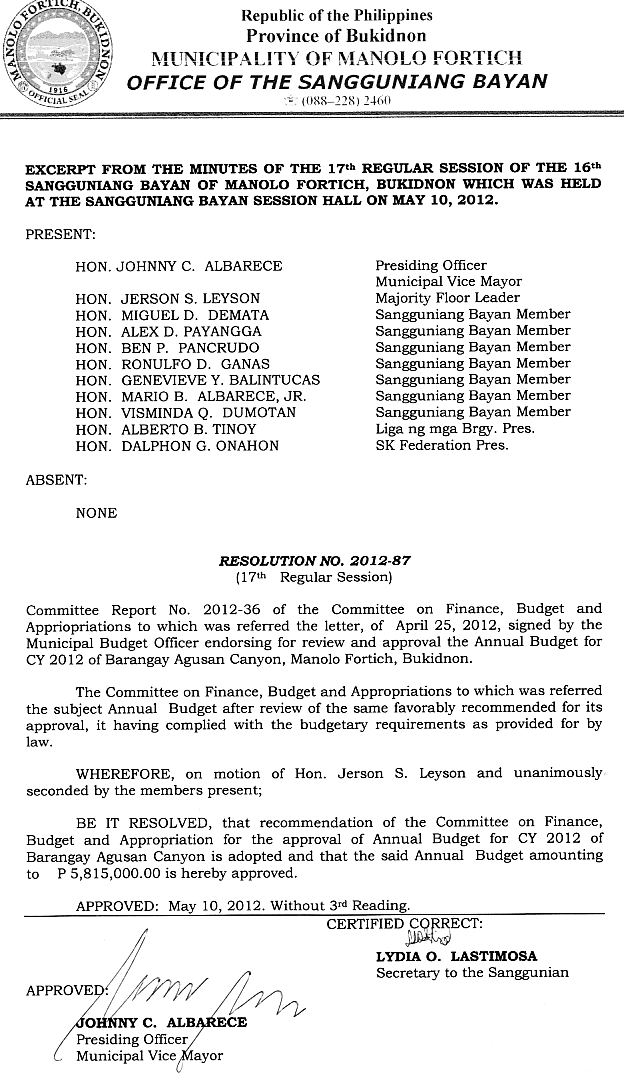 MANOLO FORTICH, BUKIDNON
1916
OFFICIAL SEAL
Republic of the Philippines
Province of Bukidnon
MUNICIPALITY OF MANOLO FORTICH
OFFICE OF THE SANGGUNIANG BAYAN
☏ (088–228) 2460
EXCERPT FROM THE MINUTES OF THE 17th REGULAR SESSION OF THE 16th
SANGGUNIANG BAYAN OF MANOLO FORTICH, BUKIDNON WHICH WAS HELD
AT THE SANGGUNIANG BAYAN SESSION HALL ON MAY 10, 2012.
PRESENT:
HON. JOHNNY C. ALBARECE Presiding Officer
Municipal Vice Mayor
HON. JERSON S. LEYSON Majority Floor Leader
HON. MIGUEL D. DEMATA Sangguniang Bayan Member
HON. ALEX D. PAYANGGA Sangguniang Bayan Member
HON. BEN P. PANCRUDO Sangguniang Bayan Member
HON. RONULFO D. GANAS Sangguniang Bayan Member
HON. GENEVIEVE Y. BALINTUCAS Sangguniang Bayan Member
HON. MARIO B. ALBARECE, JR. Sangguniang Bayan Member
HON. VISMINDA Q. DUMOTAN Sangguniang Bayan Member
HON. ALBERTO B. TINOY Liga ng mga Brgy. Pres.
HON. DALPHON G. ONAHON SK Federation Pres.
ABSENT:
NONE
RESOLUTION NO. 2012-87
(17th Regular Session)
Committee Report No. 2012-36 of the Committee on Finance, Budget and
Appriopriations to which was referred the letter, of April 25, 2012, signed by the
Municipal Budget Officer endorsing for review and approval the Annual Budget for
CY 2012 of Barangay Agusan Canyon, Manolo Fortich, Bukidnon.
The Committee on Finance, Budget and Appropriations to which was referred
the subject Annual Budget after review of the same favorably recommended for its
approval, it having complied with the budgetary requirements as provided for by
law.
WHEREFORE, on motion of Hon. Jerson S. Leyson and unanimously
seconded by the members present;
BE IT RESOLVED, that recommendation of the Committee on Finance,
Budget and Appropriation for the approval of Annual Budget for CY 2012 of
Barangay Agusan Canyon is adopted and that the said Annual Budget amounting
to P 5,815,000.00 is hereby approved.
APPROVED: May 10, 2012. Without 3rd Reading.
CERTIFIED CORRECT:
LYDIA O. LASTIMOSA
Secretary to the Sanggunian
APPROVED:
JOHNNY C. ALBARECE
Presiding Officer
Municipal Vice Mayor